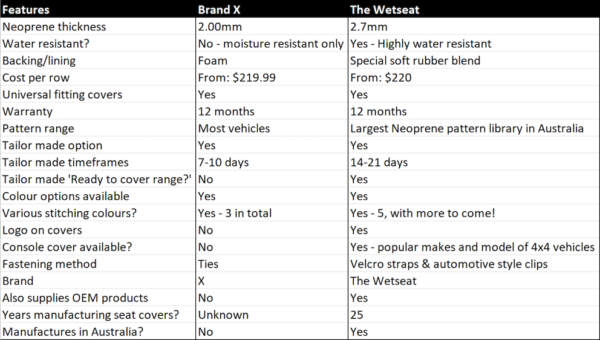 Features Brand X The Wetseat
Neoprene thickness 2.00mm 2.7mm
Water resistant? No - moisture resistant only Yes - Highly water resistant
Backing/lining Foam Special soft rubber blend
Cost per row From: $219.99 From: $220
Universal fitting covers Yes Yes
Warranty 12 months 12 months
Pattern range Most vehicles Largest Neoprene pattern library in Australia
Tailor made option Yes Yes
Tailor made timeframes 7-10 days 14-21 days
Tailor made 'Ready to cover range?' No Yes
Colour options available Yes Yes
Various stitching colours? Yes - 3 in total Yes - 5, with more to come!
Logo on covers No Yes
Console cover available? No Yes - popular makes and model of 4x4 vehicles
Fastening method Ties Velcro straps & automotive style clips
Brand X The Wetseat
Also supplies OEM products No Yes
Years manufacturing seat covers? Unknown 25
Manufactures in Australia? No Yes